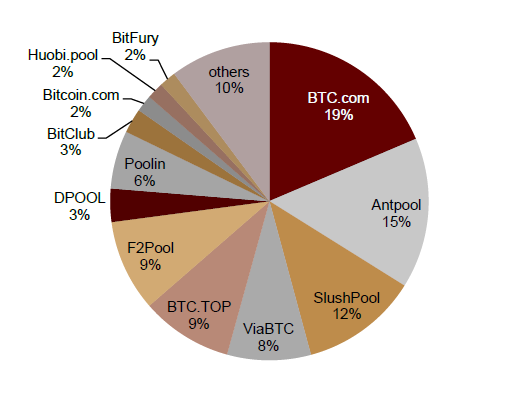 BitFury
2%
Huobi.pool
2%
Bitcoin.com
2%
BitClub
3%
Poolin
6%
DPOOL
3%
F2Pool
9%
BTC.TOP
9%
ViaBTC
8%
SlushPool
12%
Antpool
15%
BTC.com
19%
others
10%